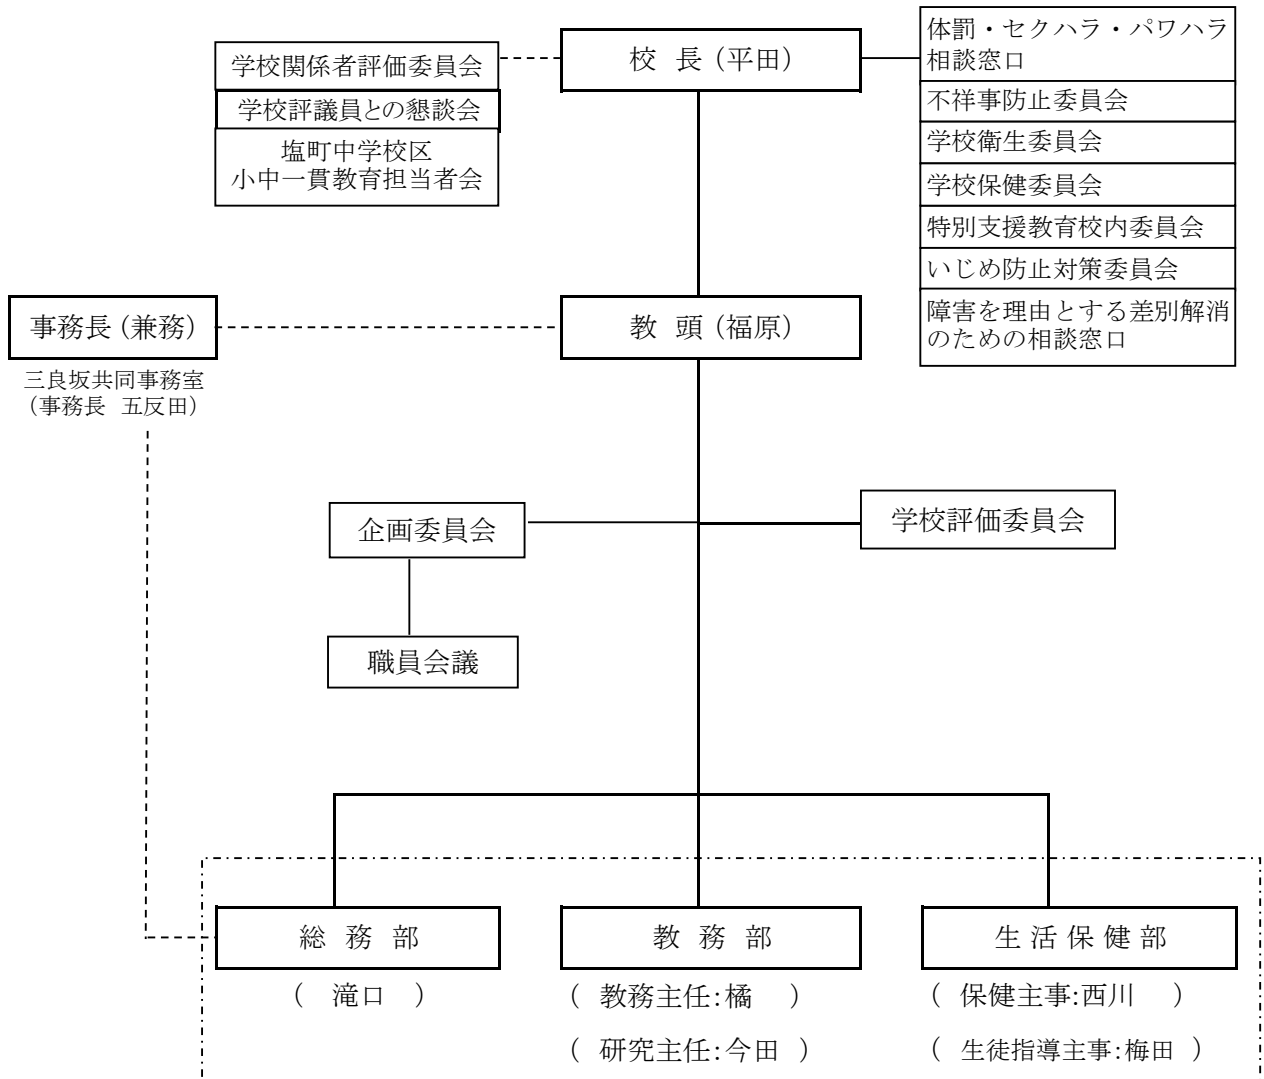 校 長（平田）
学校関係者評価委員会
学校評議員との懇談会
塩町中学校区
小中一貫教育担当者会
体罰・セクハラ・パワハラ
相談窓口
不祥事防止委員会
学校衛生委員会
学校保健委員会
特別支援教育校内委員会
いじめ防止対策委員会
障害を理由とする差別解消
のための相談窓口
事務長（兼務）
三良坂共同事務室
（事務長 五反田）
教 頭（福原）
企画委員会
学校評価委員会
職員会議
総 務 部
（ 滝口 ）
教 務 部
（ 教務主任：橘 ）
（ 研究主任：今田 ）
生 活 保 健 部
（ 保健主事：西川 ）
（ 生徒指導主事：梅田 ）